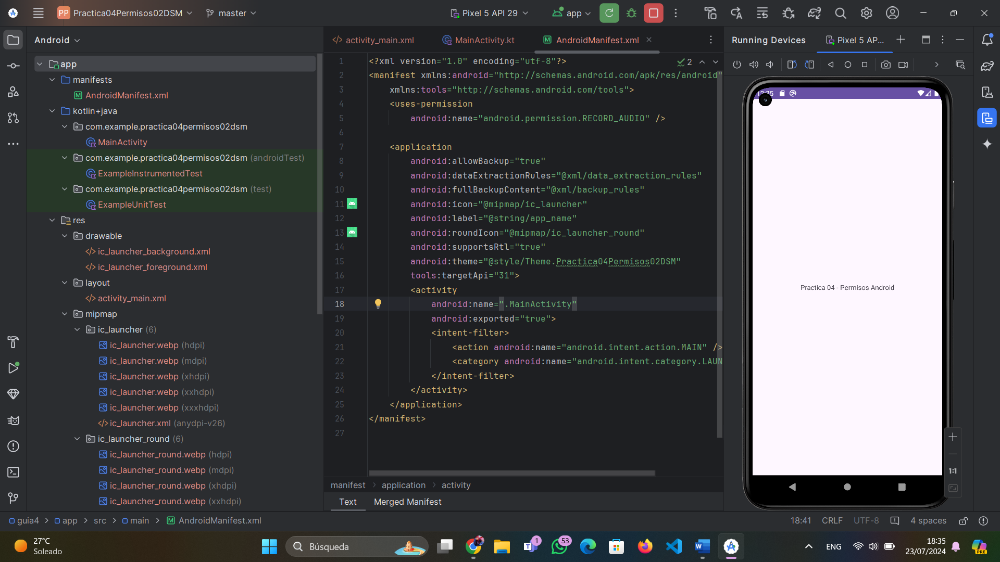 PP Practica04Permisos02DSM master Pixel 5 API 29 app
Android
app
manifests
AndroidManifest.xml
kotlin+java
com.example.practica04permisos02dsm
MainActivity
com.example.practica04permisos02dsm (androidTest)
ExampleInstrumentedTest
com.example.practica04permisos02dsm (test)
ExampleUnitTest
res
drawable
ic_launcher_background.xml
ic_launcher_foreground.xml
layout
activity_main.xml
mipmap
ic_launcher (6)
ic_launcher.webp (hdpi)
ic_launcher.webp (mdpi)
ic_launcher.webp (xhdpi)
ic_launcher.webp (xxhdpi)
ic_launcher.webp (xxxhdpi)
ic_launcher.xml (anydpi-v26)
ic_launcher_round (6)
ic_launcher_round.webp (hdpi)
ic_launcher_round.webp (mdpi)
ic_launcher_round.webp (xhdpi)
ic_launcher_round.webp (xxhdpi)
activity_main.xml MainActivity.kt AndroidManifest.xml
2
1 <?xml version="1.0" encoding="utf-8"?>
2 <manifest xmlns:android="http://schemas.android.com/apk/res/android"
3 xmlns:tools="http://schemas.android.com/tools">
4 <uses-permission
5 android:name="android.permission.RECORD_AUDIO" />
6
7 <application
8 android:allowBackup="true"
9 android:dataExtractionRules="@xml/data_extraction_rules"
10 android:fullBackupContent="@xml/backup_rules"
11 android:icon="@mipmap/ic_launcher"
12 android:label="@string/app_name"
13 android:roundIcon="@mipmap/ic_launcher_round"
14 android:supportsRtl="true"
15 android:theme="@style/Theme.Practica04Permisos02DSM"
16 tools:targetApi="31">
17 <activity
18 android:name=".MainActivity"
19 android:exported="true">
20 <intent-filter>
21 <action android:name="android.intent.action.MAIN" />
22 <category android:name="android.intent.category.LAUN
23 </intent-filter>
24 </activity>
25 </application>
26 </manifest>
27
manifest application activity
Text Merged Manifest
Running Devices Pixel 5 AP...
Practica 04 - Permisos Android
1:1
guia4 app src main AndroidManifest.xml
18:41 CRLF UTF-8 4 spaces
27°C
Soleado
Búsqueda
1
53
ENG
18:35
23/07/2024
PRE